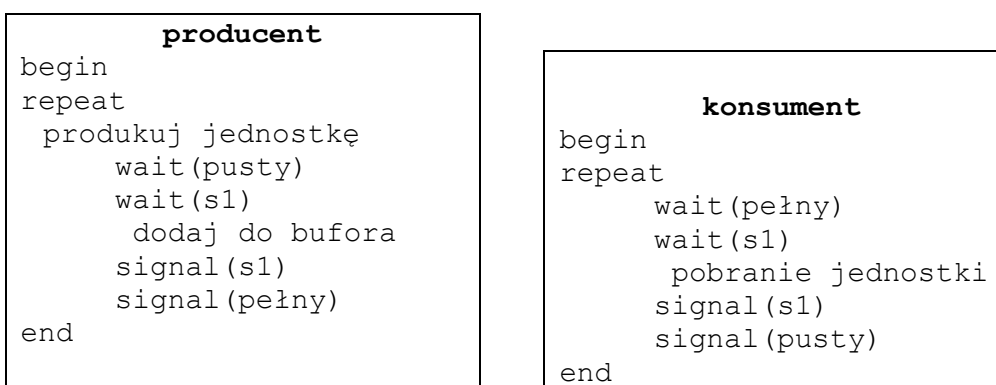 producent
begin
repeat
produkuj jednostkę
wait(pusty)
wait(s1)
dodaj do bufora
signal(s1)
signal(pełny)
end
konsument
begin
repeat
wait(pełny)
wait(s1)
pobranie jednostki
signal(s1)
signal(pusty)
end